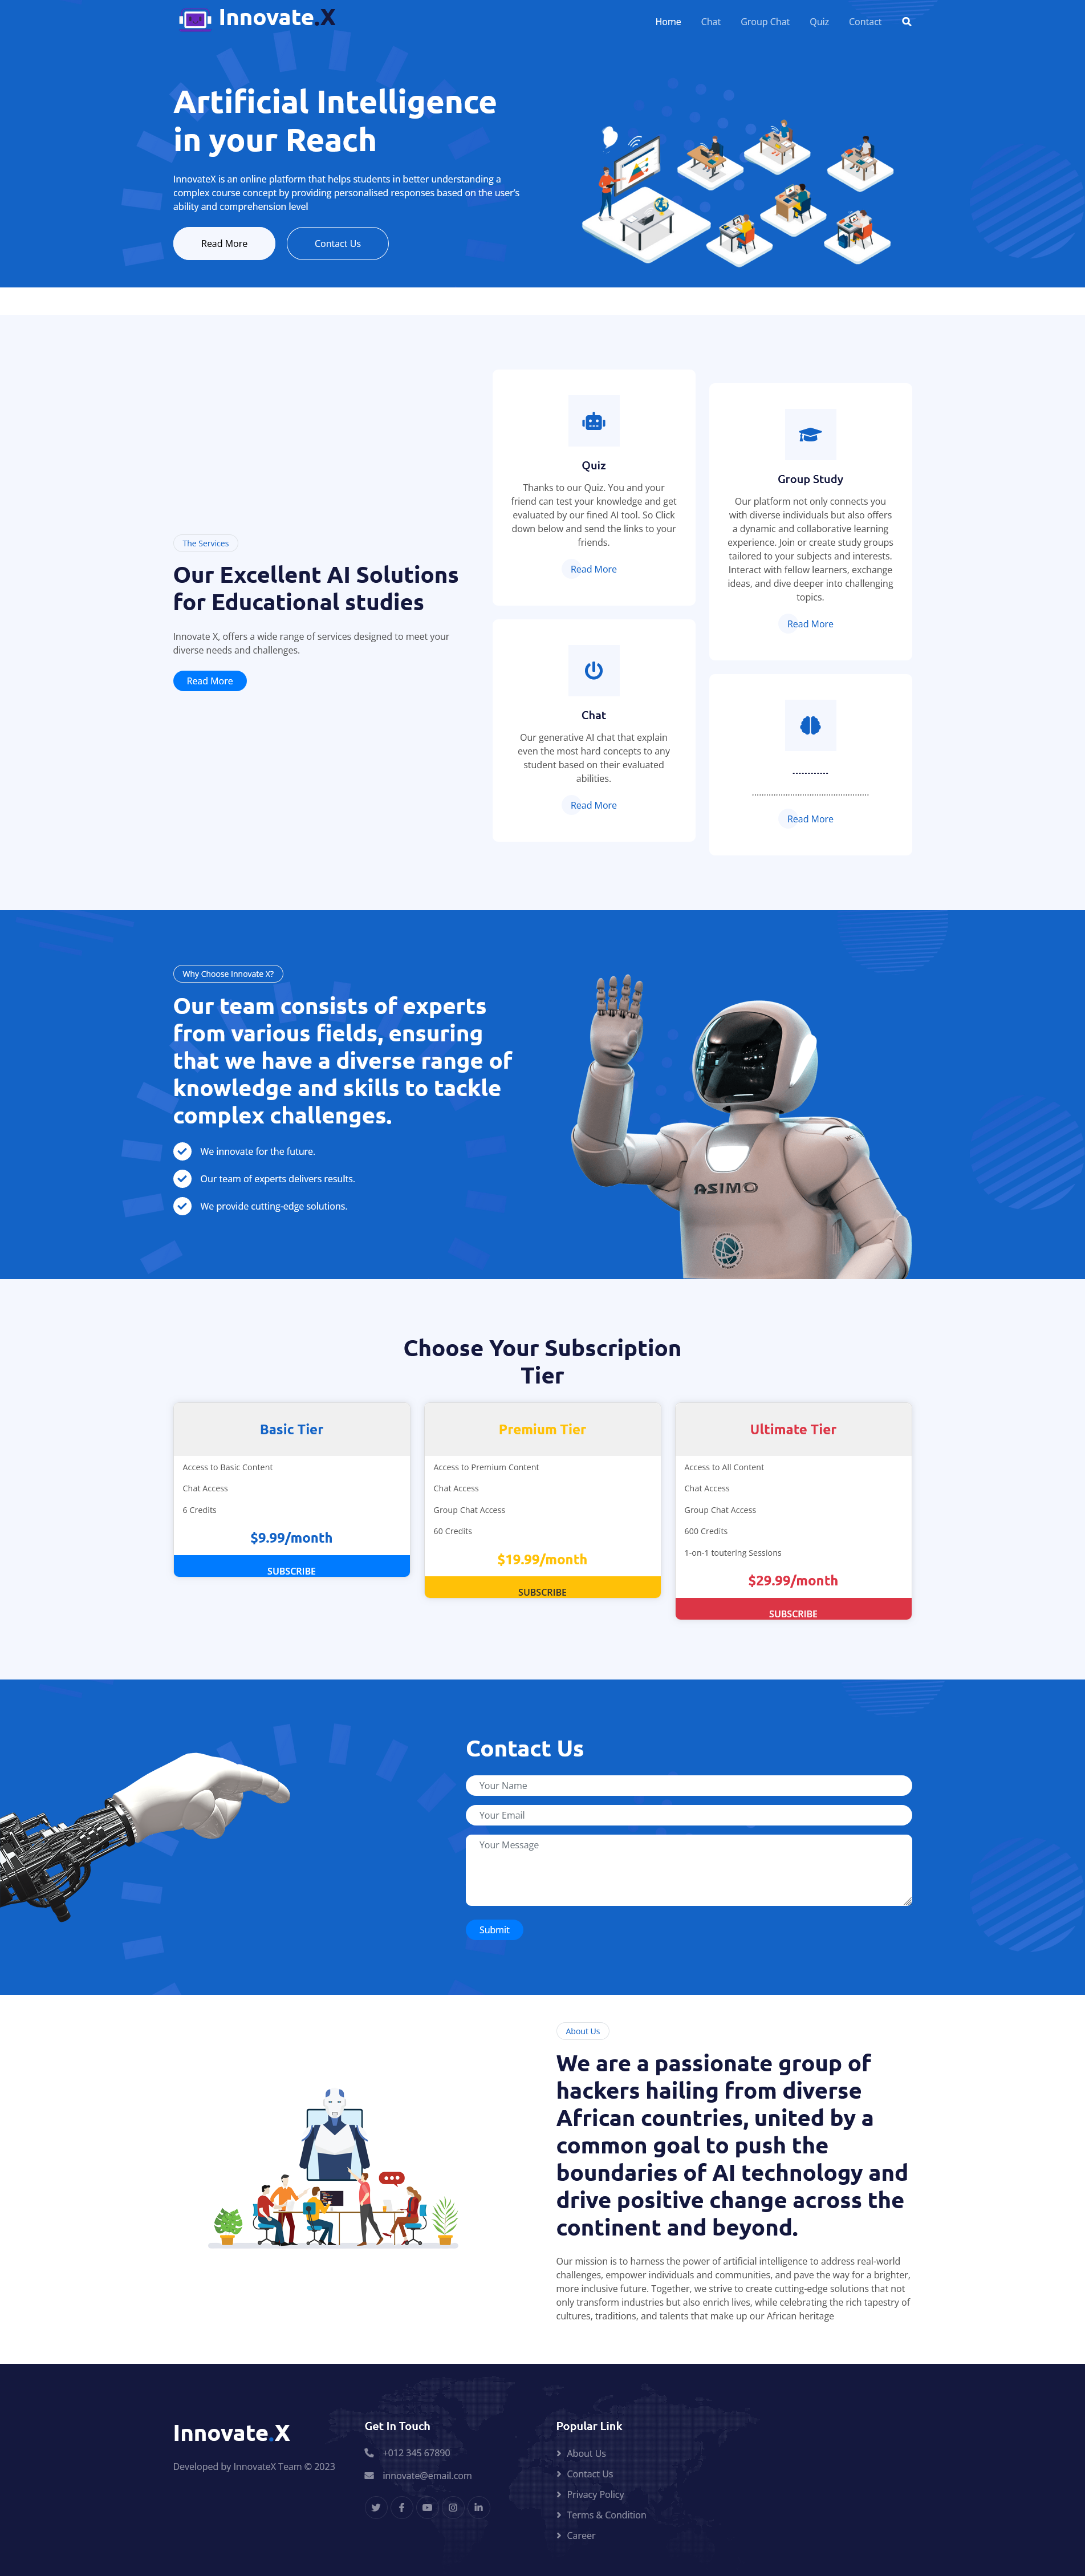 Innovate.X
Home Chat Group Chat Quiz Contact
Artificial Intelligence
in your Reach
InnovateX is an online platform that helps students in better understanding a
complex course concept by providing personalised responses based on the user's
ability and comprehension level
Read More Contact Us
The Services
Our Excellent AI Solutions
for Educational studies
Innovate X, offers a wide range of services designed to meet your
diverse needs and challenges.
Read More
Quiz
Thanks to our Quiz. You and your
friend can test your knowledge and get
evaluated by our fined AI tool. So Click
down below and send the links to your
friends.
Read More
Chat
Our generative AI chat that explain
even the most hard concepts to any
student based on their evaluated
abilities.
Read More
Group Study
Our platform not only connects you
with diverse individuals but also offers
a dynamic and collaborative learning
experience. Join or create study groups
tailored to your subjects and interests.
Interact with fellow learners, exchange
ideas, and dive deeper into challenging
topics.
Read More
Read More
Why Choose Innovate X?
Our team consists of experts
from various fields, ensuring
that we have a diverse range of
knowledge and skills to tackle
complex challenges.
We innovate for the future.
Our team of experts delivers results.
We provide cutting-edge solutions.
ASIMO
Choose Your Subscription
Tier
Basic Tier
Access to Basic Content
Chat Access
6 Credits
$9.99/month
SUBSCRIBE
Premium Tier
Access to Premium Content
Chat Access
Group Chat Access
60 Credits
$19.99/month
SUBSCRIBE
Ultimate Tier
Access to All Content
Chat Access
Group Chat Access
600 Credits
1-on-1 toutering Sessions
$29.99/month
SUBSCRIBE
Contact Us
Your Name
Your Email
Your Message
Submit
About Us
We are a passionate group of
hackers hailing from diverse
African countries, united by a
common goal to push the
boundaries of AI technology and
drive positive change across the
continent and beyond.
Our mission is to harness the power of artificial intelligence to address real-world
challenges, empower individuals and communities, and pave the way for a brighter,
more inclusive future. Together, we strive to create cutting-edge solutions that not
only transform industries but also enrich lives, while celebrating the rich tapestry of
cultures, traditions, and talents that make up our African heritage
Innovate.X
Developed by InnovateX Team © 2023
Get In Touch
+012 345 67890
innovate@email.com
Popular Link
About Us
Contact Us
Privacy Policy
Terms & Condition
Career